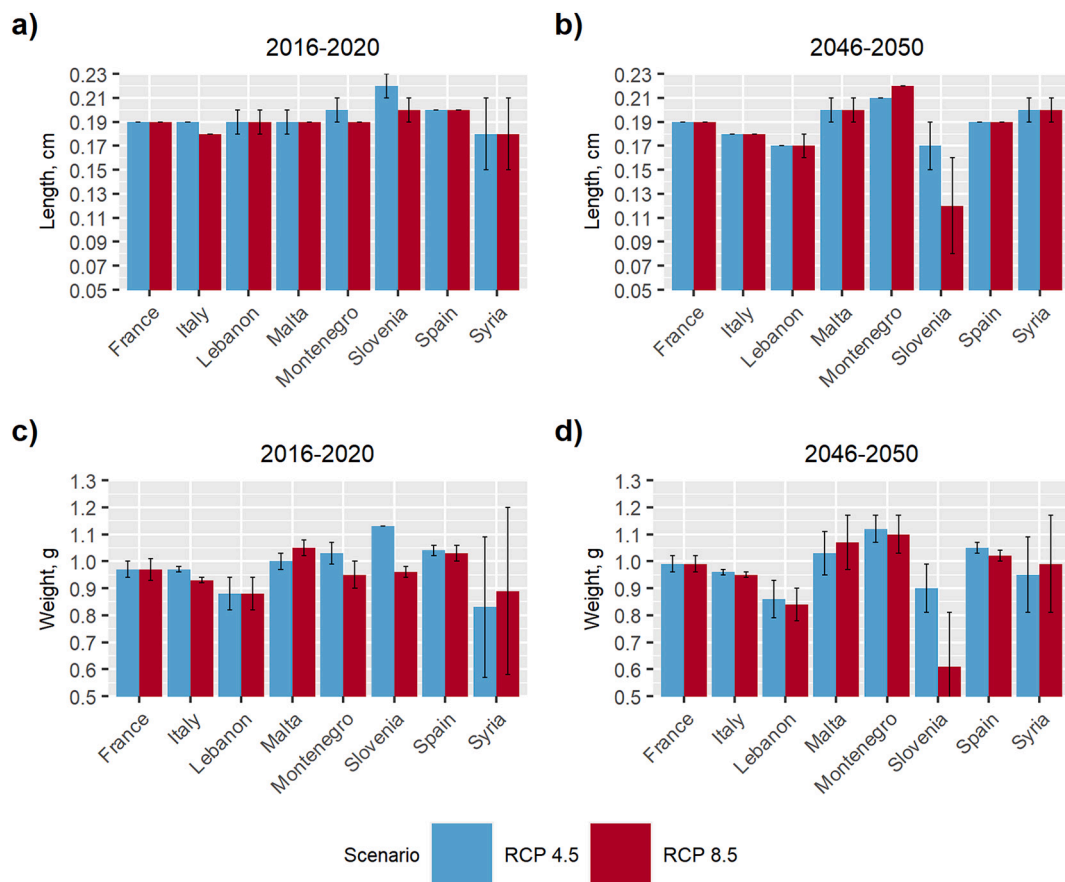 a)
2016-2020
Length, cm
0.23
0.21
0.19
0.17
0.15
0.13
0.11
0.09
0.07
0.05
France
Italy
Lebanon
Malta
Montenegro
Slovenia
Spain
Syria
b)
2046-2050
Length, cm
0.23
0.21
0.19
0.17
0.15
0.13
0.11
0.09
0.07
0.05
France
Italy
Lebanon
Malta
Montenegro
Slovenia
Spain
Syria
c)
2016-2020
Weight, g
1.3
1.2
1.1
1.0
0.9
0.8
0.7
0.6
0.5
France
Italy
Lebanon
Malta
Montenegro
Slovenia
Spain
Syria
d)
2046-2050
Weight, g
1.3
1.2
1.1
1.0
0.9
0.8
0.7
0.6
0.5
France
Italy
Lebanon
Malta
Montenegro
Slovenia
Spain
Syria
Scenario RCP 4.5 RCP 8.5